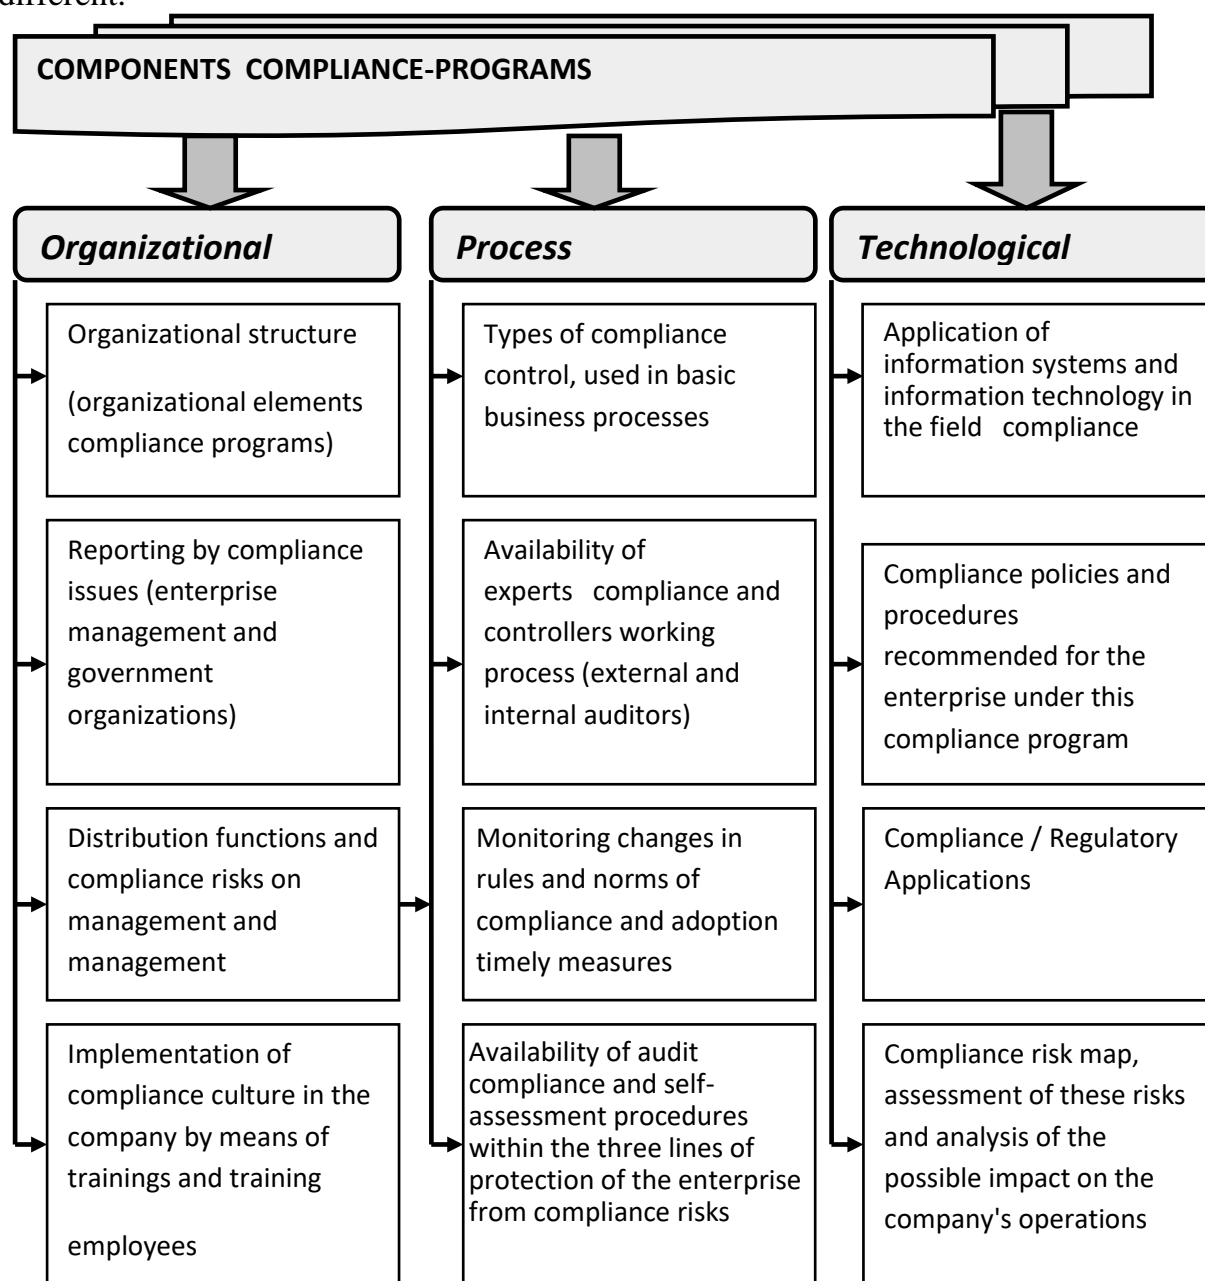 different.
COMPONENTS COMPLIANCE-PROGRAMS
Organizational
Organizational structure
(organizational elements
compliance programs)
Reporting by compliance
issues (enterprise
management and
government
organizations)
Distribution functions and
compliance risks on
management and
management
Implementation of
compliance culture in the
company by means of
trainings and training
employees
Process
Types of compliance
control, used in basic
business processes
Availability of
experts compliance and
controllers working
process (external and
internal auditors)
Monitoring changes in
rules and norms of
compliance and adoption
timely measures
Availability of audit
compliance and self-
assessment procedures
within the three lines of
protection of the enterprise
from compliance risks
Technological
Application of
information systems and
information technology in
the field compliance
Compliance policies and
procedures
recommended for the
enterprise under this
compliance program
Compliance / Regulatory
Applications
Compliance risk map,
assessment of these risks
and analysis of the
possible impact on the
company's operations